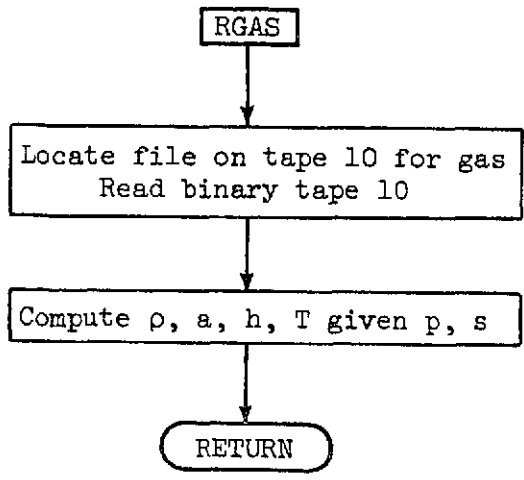 RGAS
Locate file on tape 10 for gas
Read binary tape 10
Compute ρ, a, h, T given p, s
RETURN